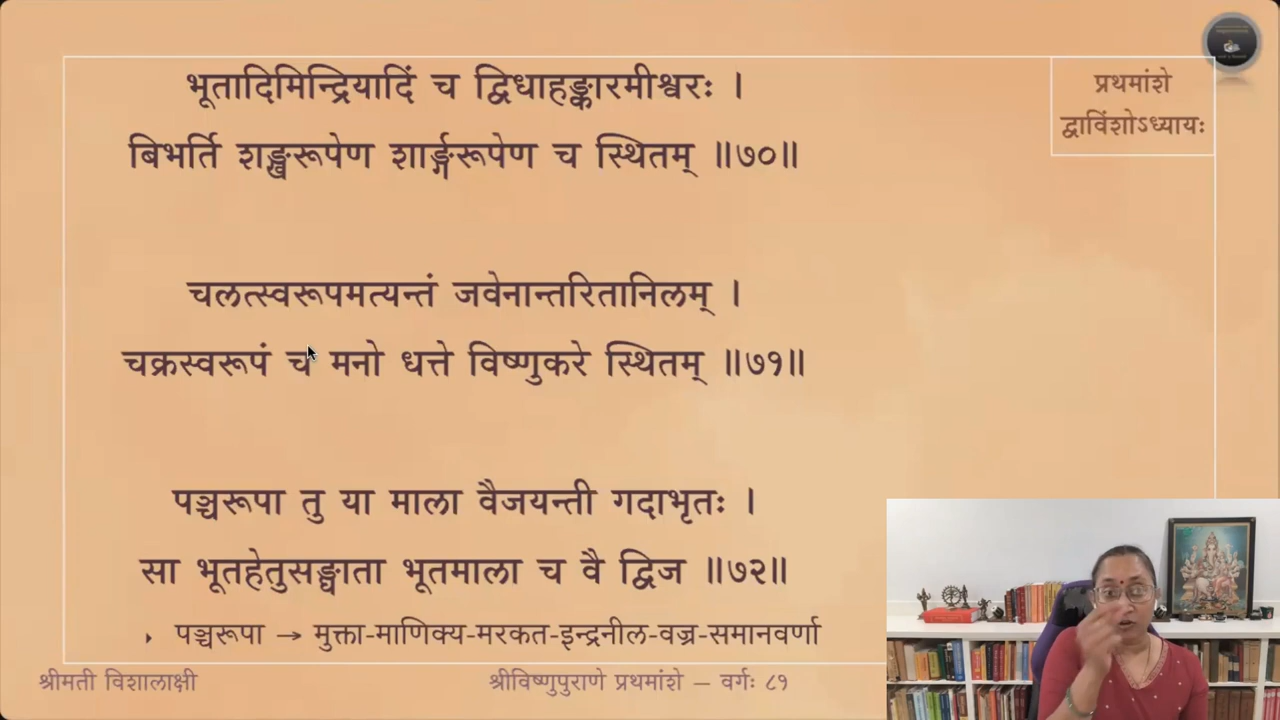 प्रथमांशे
द्वाविंशोऽध्यायः
भूतादिमिन्द्रियादिं च द्विधाहङ्कारमीश्वरः ।
बिभर्ति शङ्खरूपेण शार्ङ्गरूपेण च स्थितम् ॥७०॥
चलत्स्वरूपमत्यन्तं जवेनान्तरितानिलम् ।
चक्रस्वरूपं च मनो धत्ते विष्णुकरे स्थितम् ॥७१॥
पञ्चरूपा तु या माला वैजयन्ती गदाभृतः ।
सा भूतहेतुसङ्घाता भूतमाला च वै द्विज ॥७२॥
पञ्चरूपा → मुक्ता-माणिक्य-मरकत-इन्द्रनील-वज्र-समानवर्णा
श्रीमती विशालाक्षी
श्रीविष्णुपुराणे प्रथमांशे – वर्गः ८१